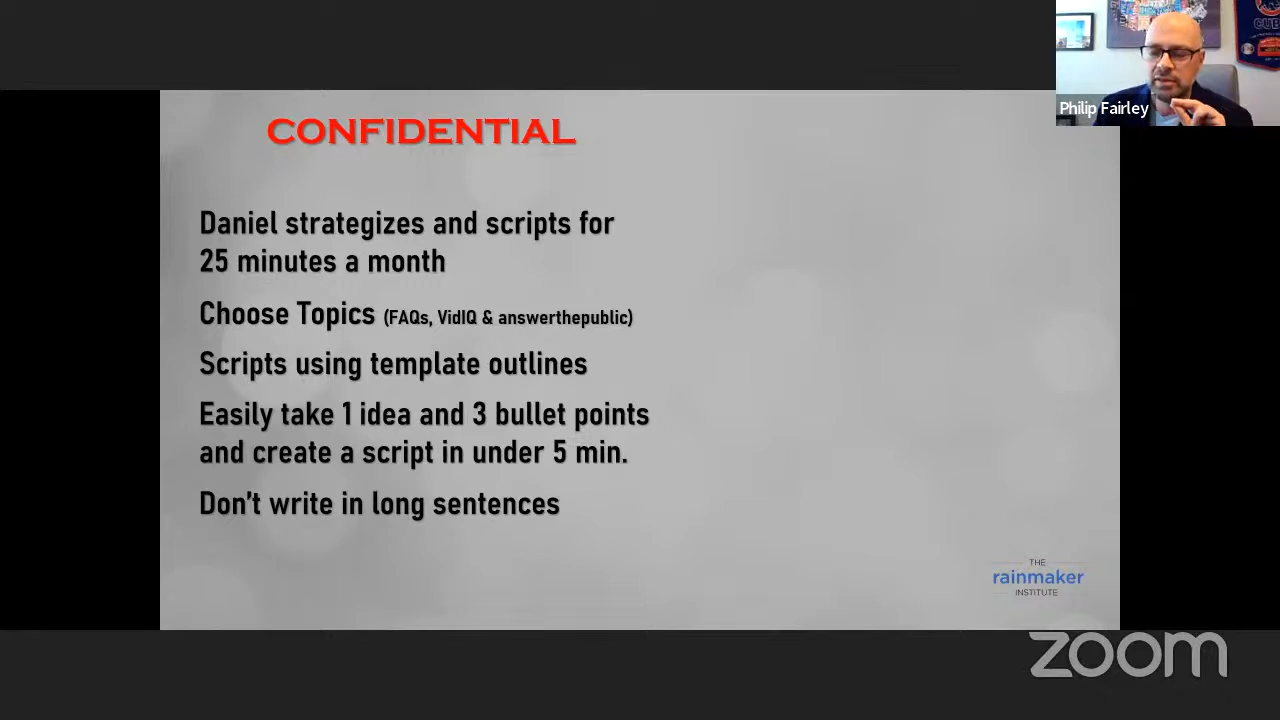 CUBS
Philip Fairley
CONFIDENTIAL
Daniel strategizes and scripts for
25 minutes a month
Choose Topics (FAQs, VidIQ & answerthepublic)
Scripts using template outlines
Easily take 1 idea and 3 bullet points
and create a script in under 5 min.
Don't write in long sentences
THE
rainmaker
INSTITUTE
zoom